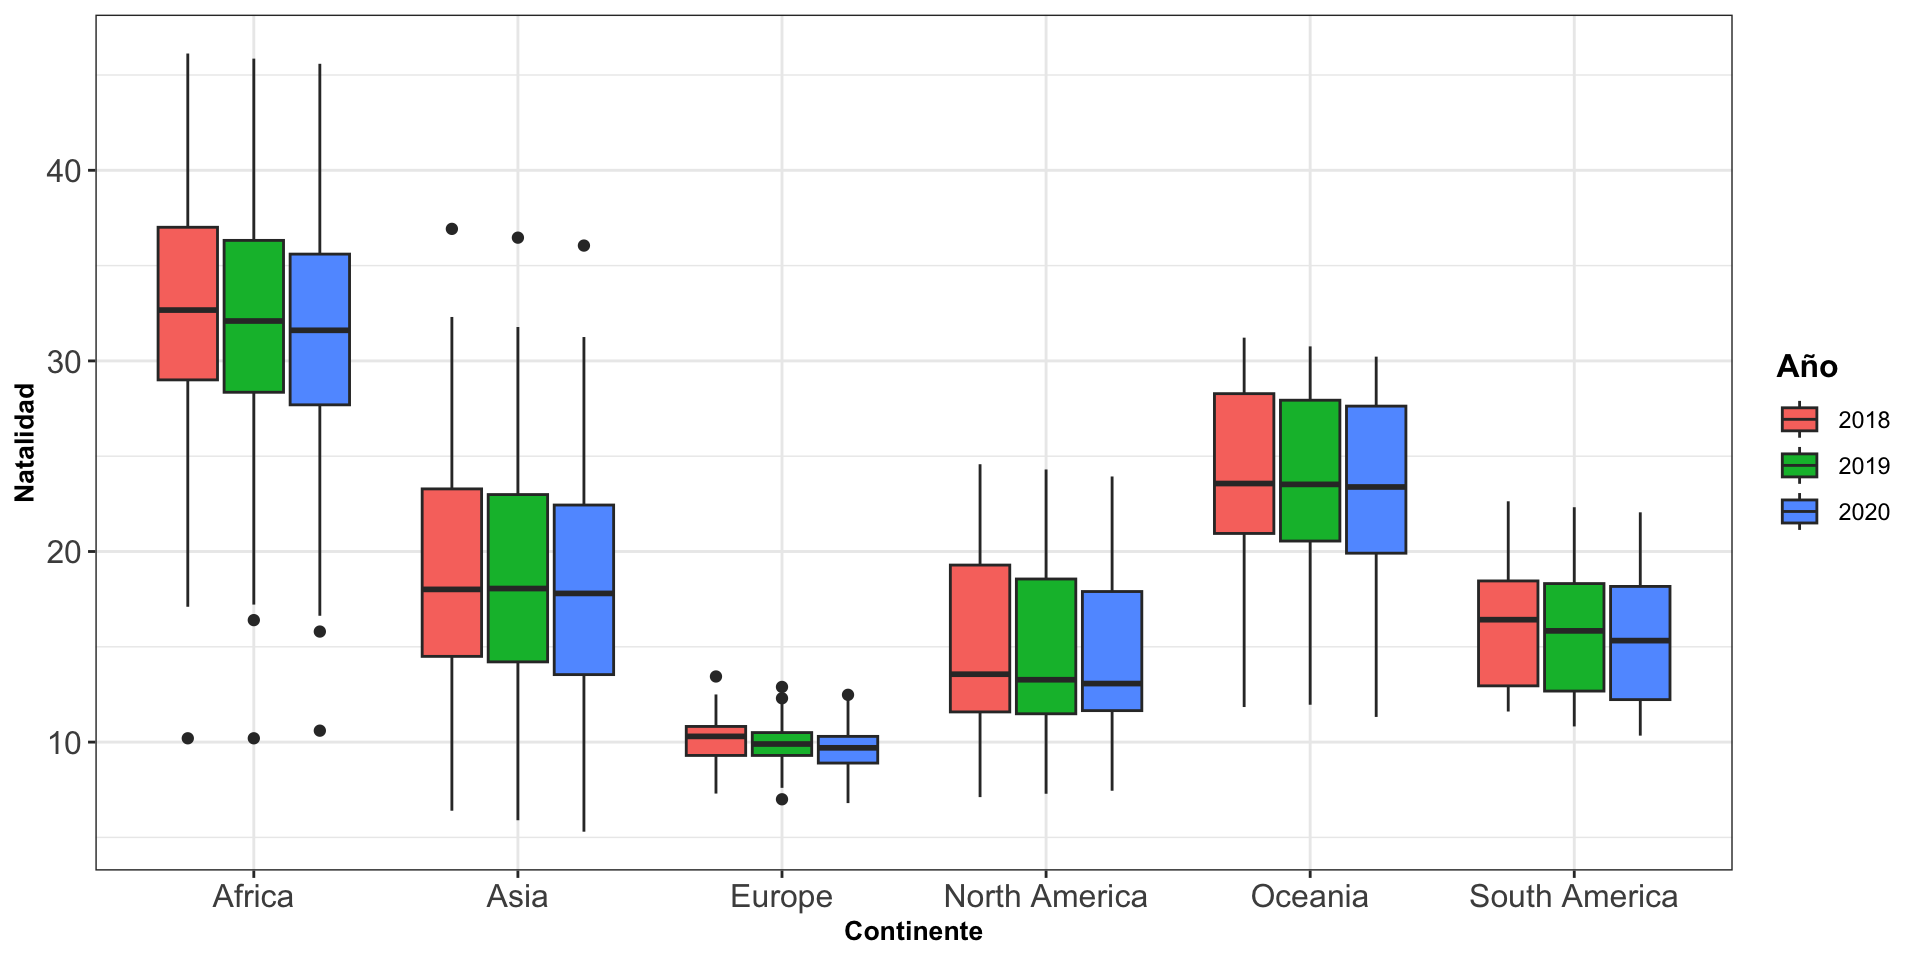 40
30
20
10
Natalidad
Africa
Asia
Europe
North America
Oceania
South America
Continente
Año
2018
2019
2020